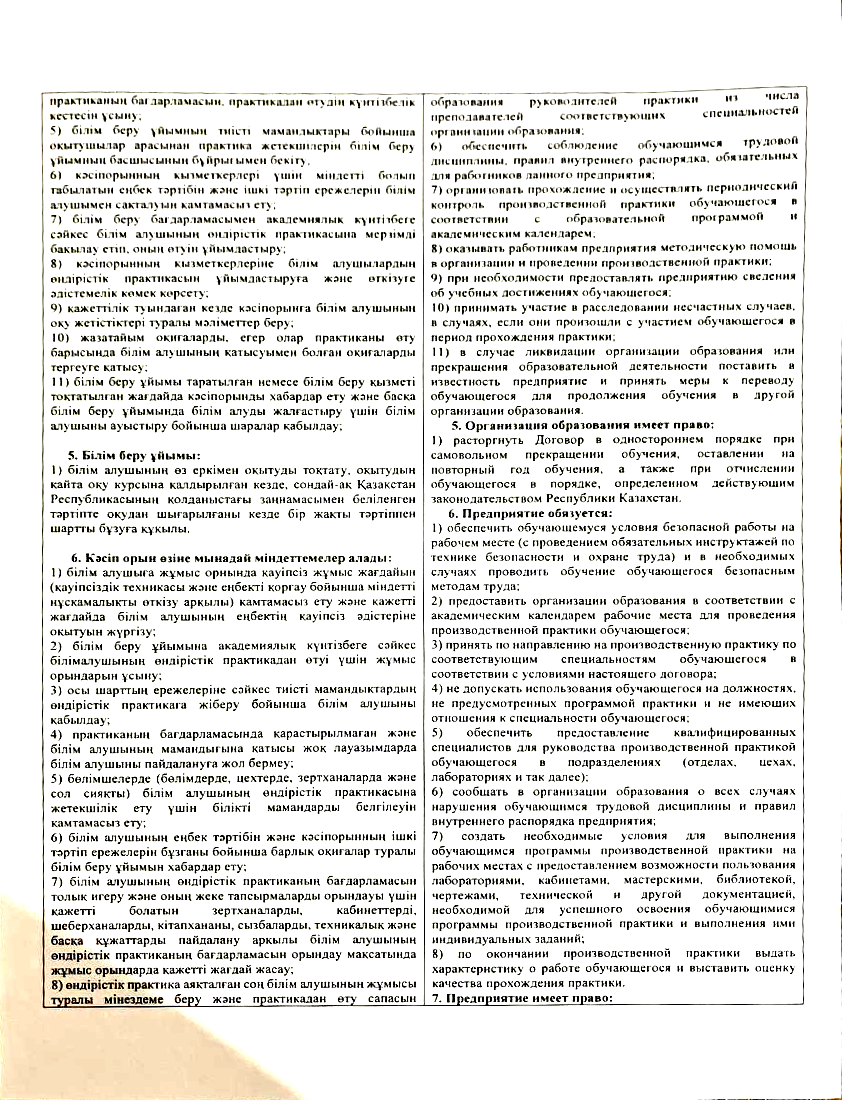 практиканың бағдарламасын, практикадан өтудің күнтізбелік
кестесін ұсыну;
5) білім беру ұйымның тиісті мамандықтары бойынша
оқытушылар арасынан практика жетекшілерін білім беру
ұйымның басшысының бұйрығымен бекіту.
6) кәсіпорынның қызметкерлері үшін міндетті болып
табылатын еңбек тәртібін және ішкі тәртіп ережелерін білім
алушымен сақталуын қамтамасыз ету;
7) білім беру бағдарламасымен академиялық күнтізбеге
сәйкес білім алушының өндірістік практикасына мерзімді
бақылау етіп, оның өтуін ұйымдастыру;
8) кәсіпорынның қызметкерлеріне білім алушылардың
өндірістік практикасын ұйымдастыруға және өткізуге
әдістемелік көмек көрсету;
9) қажеттілік туындаған кезде кәсіпорынға білім алушының
оқу жетістіктері туралы мәліметтер беру;
10) жазатайым оқиғаларды, егер олар практиканы өту
барысында білім алушының қатысуымен болған оқиғаларды
тергеуге қатысу;
11) білім беру ұйымы таратылған немесе білім беру қызметі
тоқтатылған жағдайда кәсіпорынды хабардар ету және басқа
білім беру ұйымында білім алуды жалғастыру үшін білім
алушыны ауыстыру бойынша шаралар қабылдау;
5. Білім беру ұйымы:
1) білім алушының өз еркімен оқытуды тоқтату, оқытудың
қайта оқу курсына қалдырылған кезде, сондай-ақ Қазақстан
Республикасының қолданыстағы заңнамасымен белгіленген
тәртіпте оқудан шығарылғаны кезде бір жақты тәртіппен
шартты бұзуға құқылы.
6. Кәсіп орын өзіне мынадай міндеттемелер алады:
1) білім алушыға жұмыс орнында қауіпсіз жұмыс жағдайын
(қауіпсіздік техникасы және еңбекті қорғау бойынша міндетті
нұсқамалықты өткізу арқылы) қамтамасыз ету және қажетті
жағдайда білім алушының еңбектің қауіпсіз әдістеріне
оқытуын жүргізу;
2) білім беру ұйымына академиялық күнтізбеге сәйкес
білімалушының өндірістік практикадан өтуі үшін жұмыс
орындарын ұсыну;
3) осы шарттың ережелеріне сәйкес тиісті мамандықтардың
өндірістік практикаға жіберу бойынша білім алушыны
қабылдау;
4) практиканың бағдарламасында қарастырылмаған және
білім алушының мамандығына қатысы жоқ лауазымдарда
білім алушыны пайдалануға жол бермеу;
5) бөлімшелерде (бөлімдерде, цехтерде, зертханаларда және
сол сияқты) білім алушының өндірістік практикасына
жетекшілік ету үшін білікті мамандарды белгілеуін
қамтамасыз ету;
6) білім алушының еңбек тәртібін және кәсіпорынның ішкі
тәртіп ережелерін бұзғаны бойынша барлық оқиғалар туралы
білім беру ұйымын хабардар ету;
7) білім алушының өндірістік практиканың бағдарламасын
толық игеру және оның жеке тапсырмаларды орындауы үшін
қажетті болатын зертханаларды, кабинеттерді,
шеберханаларды, кітапхананы, сызбаларды, техникалық және
басқа құжаттарды пайдалану арқылы білім алушының
өндірістік практиканың бағдарламасын орындау мақсатында
жұмыс орындарда қажетті жағдай жасау;
8) өндірістік практика аяқталған соң білім алушының жұмысы
туралы мінездеме беру және практикадан өту сапасын
образования руководителей практики из числа
преподавателей соответствующих специальностей
организации образования;
6) обеспечить соблюдение обучающимся трудовой
дисциплины, правил внутреннего распорядка, обязательных
для работников данного предприятия;
7) организовать прохождение и осуществлять периодический
контроль производственной практики обучающегося в
соответствии с образовательной программой и
академическим календарем;
8) оказывать работникам предприятия методическую помощь
в организации и проведении производственной практики;
9) при необходимости предоставлять предприятию сведения
об учебных достижениях обучающегося;
10) принимать участие в расследовании несчастных случаев,
в случаях, если они произошли с участием обучающегося в
период прохождения практики;
11) в случае ликвидации организации образования или
прекращения образовательной деятельности поставить в
известность предприятие и принять меры к переводу
обучающегося для продолжения обучения в другой
организации образования.
5. Организация образования имеет право:
1) расторгнуть Договор в одностороннем порядке при
самовольном прекращении обучения, оставлении на
повторный год обучения, а также при отчислении
обучающегося в порядке, определенном действующим
законодательством Республики Казахстан.
6. Предприятие обязуется:
1) обеспечить обучающемуся условия безопасной работы на
рабочем месте (с проведением обязательных инструктажей по
технике безопасности и охране труда) и в необходимых
случаях проводить обучение обучающегося безопасным
методам труда;
2) предоставить организации образования в соответствии с
академическим календарем рабочие места для проведения
производственной практики обучающегося;
3) принять по направлению на производственную практику по
соответствующим специальностям обучающегося в
соответствии с условиями настоящего договора;
4) не допускать использования обучающегося на должностях,
не предусмотренных программой практики и не имеющих
отношения к специальности обучающегося;
5) обеспечить предоставление квалифицированных
специалистов для руководства производственной практикой
обучающегося в подразделениях (отделах, цехах,
лабораториях и так далее);
6) сообщать в организации образования о всех случаях
нарушения обучающимся трудовой дисциплины и правил
внутреннего распорядка предприятия;
7) создать необходимые условия для выполнения
обучающимся программы производственной практики на
рабочих местах с предоставлением возможности пользования
лабораториями, кабинетами, мастерскими, библиотекой,
чертежами, технической и другой документацией,
необходимой для успешного освоения обучающимися
программы производственной практики и выполнения ими
индивидуальных заданий;
8) по окончании производственной практики выдать
характеристику о работе обучающегося и выставить оценку
качества прохождения практики.
7. Предприятие имеет право: